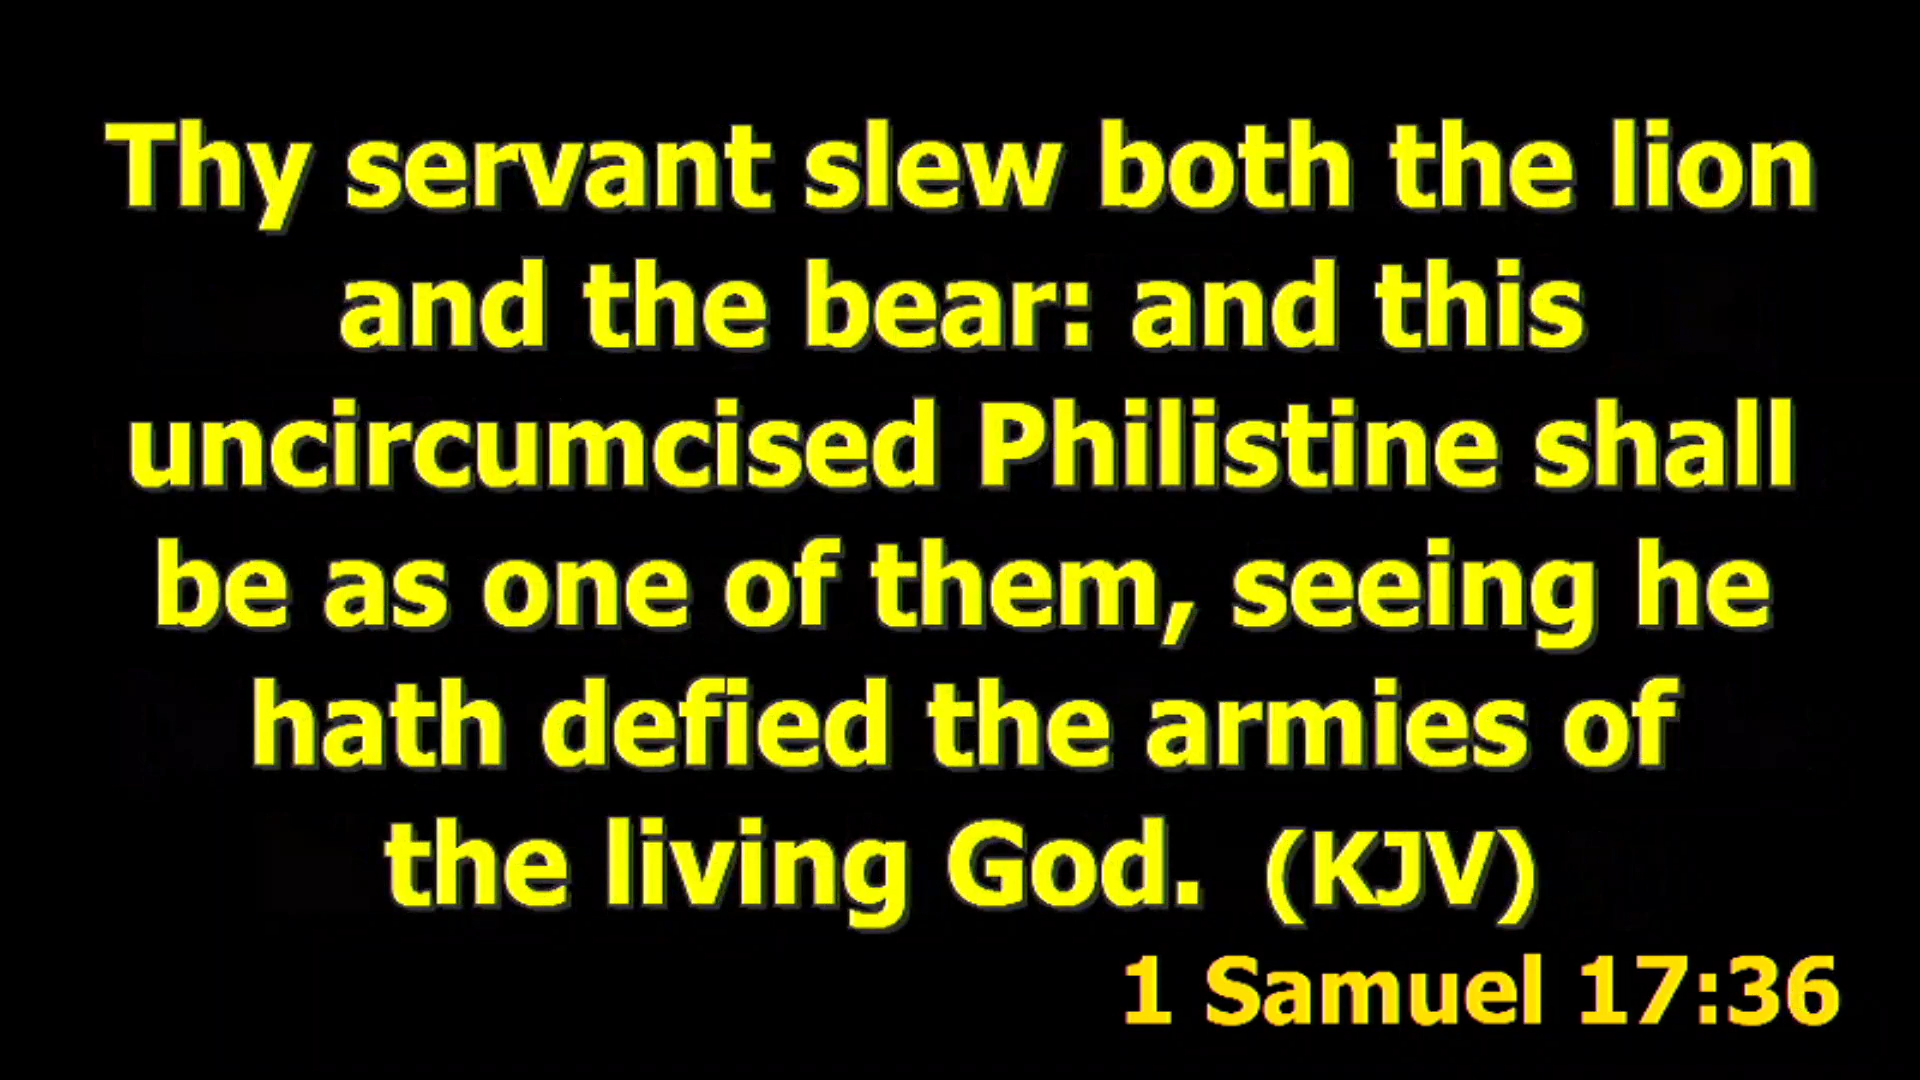 Thy servant slew both the lion
and the bear: and this
uncircumcised Philistine shall
be as one of them, seeing he
hath defied the armies of
the living God. (KJV)
1 Samuel 17:36